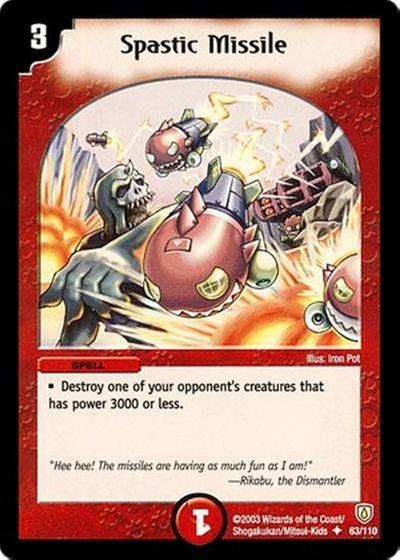 3
Spastic Missile
Illus. Iron Pot
SPELL
▪ Destroy one of your opponent's creatures that
has power 3000 or less.
"Hee hee! The missiles are having as much fun as I am!"
—Rikabu, the Dismantler
1
©2003 Wizards of the Coast/
Shogakukan/Mitsui-Kids ♦ 63/110